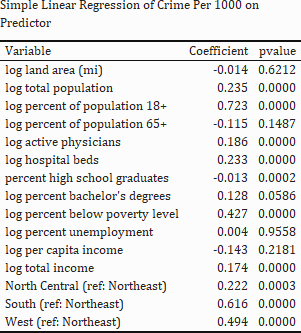 Simple Linear Regression of Crime Per 1000 on
Predictor
Variable Coefficient pvalue
log land area (mi) -0.014 0.6212
log total population 0.235 0.0000
log percent of population 18+ 0.723 0.0000
log percent of population 65+ -0.115 0.1487
log active physicians 0.186 0.0000
log hospital beds 0.233 0.0000
percent high school graduates -0.013 0.0002
log percent bachelor's degrees 0.128 0.0586
log percent below poverty level 0.427 0.0000
log percent unemployment 0.004 0.9558
log per capita income -0.143 0.2181
log total income 0.174 0.0000
North Central (ref: Northeast) 0.222 0.0003
South (ref: Northeast) 0.616 0.0000
West (ref: Northeast) 0.494 0.0000